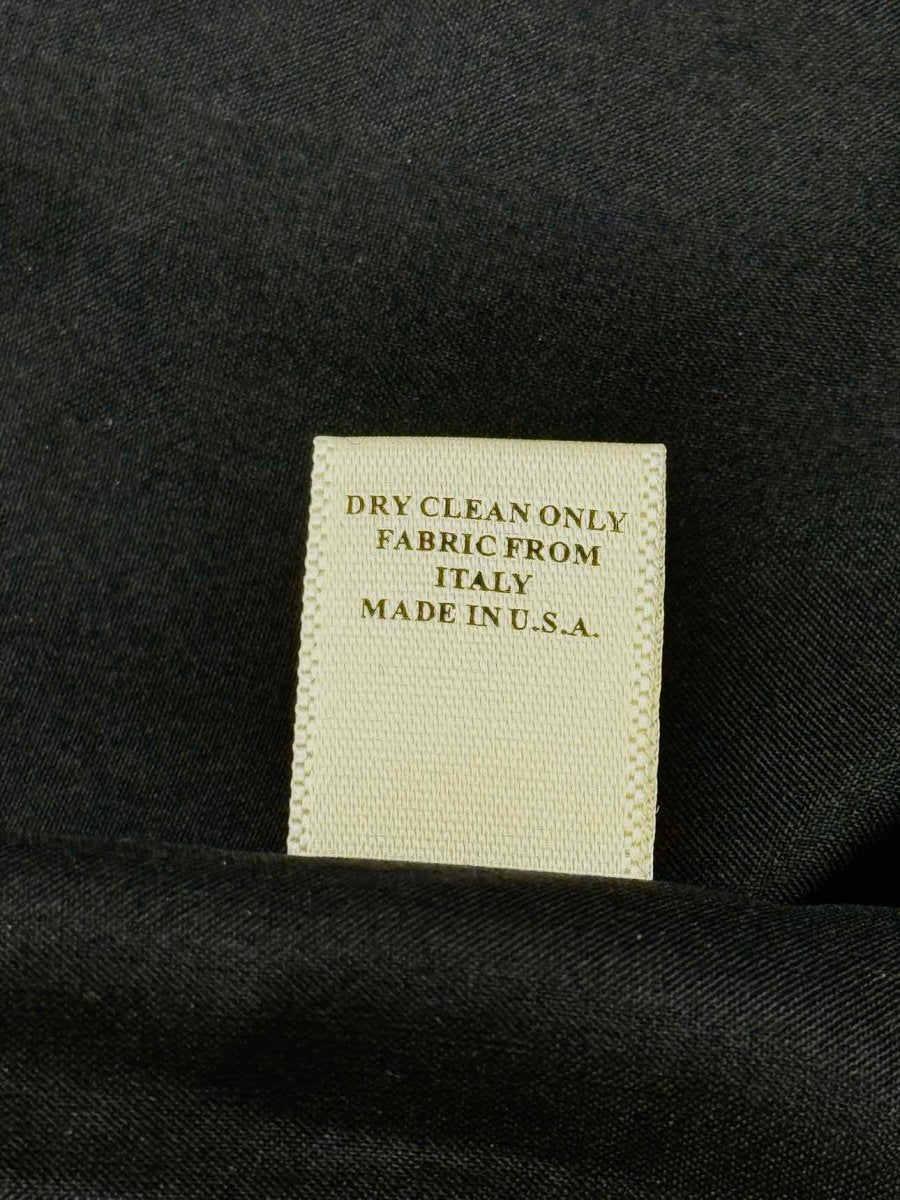 DRY CLEAN ONLY
FABRIC FROM
ITALY
MADE IN U.S.A.